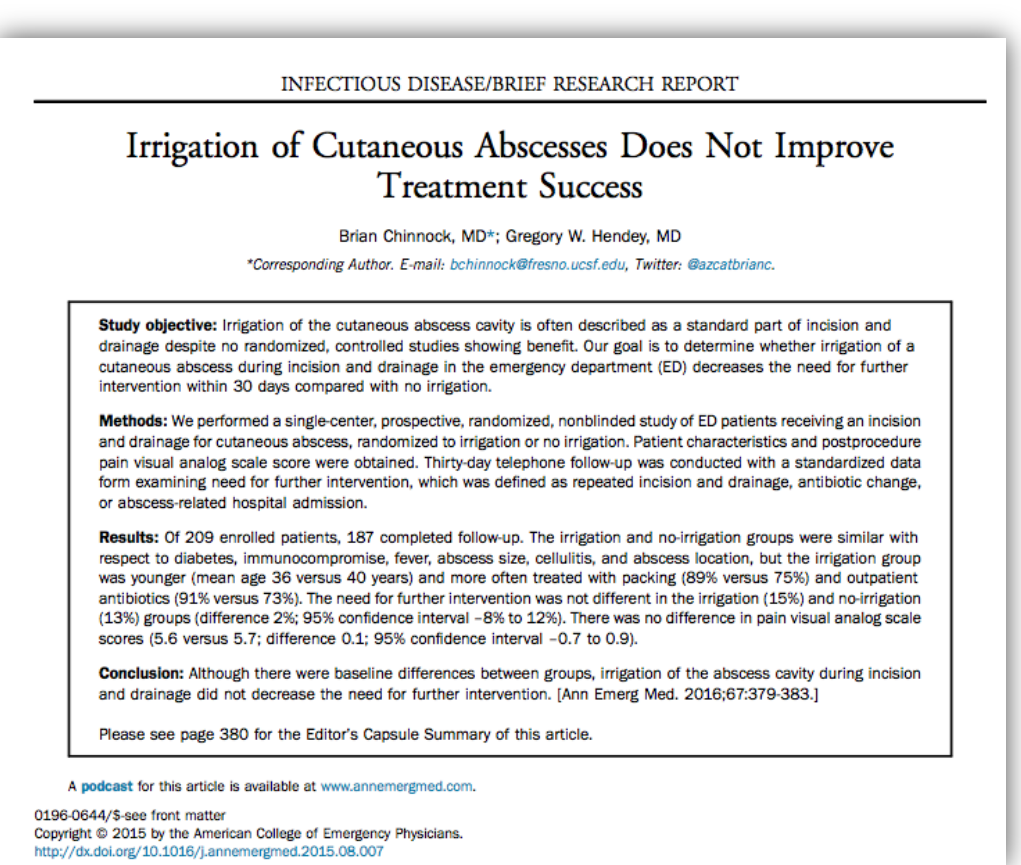 INFECTIOUS DISEASE/BRIEF RESEARCH REPORT
Irrigation of Cutaneous Abscesses Does Not Improve
Treatment Success
Brian Chinnock, MD*; Gregory W. Hendey, MD
*Corresponding Author. E-mail: bchinnock@fresno.ucsf.edu, Twitter: @azcatbrianc.
Study objective: Irrigation of the cutaneous abscess cavity is often described as a standard part of incision and
drainage despite no randomized, controlled studies showing benefit. Our goal is to determine whether irrigation of a
cutaneous abscess during incision and drainage in the emergency department (ED) decreases the need for further
intervention within 30 days compared with no irrigation.
Methods: We performed a single-center, prospective, randomized, nonblinded study of ED patients receiving an incision
and drainage for cutaneous abscess, randomized to irrigation or no irrigation. Patient characteristics and postprocedure
pain visual analog scale score were obtained. Thirty-day telephone follow-up was conducted with a standardized data
form examining need for further intervention, which was defined as repeated incision and drainage, antibiotic change,
or abscess-related hospital admission.
Results: Of 209 enrolled patients, 187 completed follow-up. The irrigation and no-irrigation groups were similar with
respect to diabetes, immunocompromise, fever, abscess size, cellulitis, and abscess location, but the irrigation group
was younger (mean age 36 versus 40 years) and more often treated with packing (89% versus 75%) and outpatient
antibiotics (91% versus 73%). The need for further intervention was not different in the irrigation (15%) and no-irrigation
(13%) groups (difference 2%; 95% confidence interval –8% to 12%). There was no difference in pain visual analog scale
scores (5.6 versus 5.7; difference 0.1; 95% confidence interval –0.7 to 0.9).
Conclusion: Although there were baseline differences between groups, irrigation of the abscess cavity during incision
and drainage did not decrease the need for further intervention. [Ann Emerg Med. 2016;67:379-383.]
Please see page 380 for the Editor's Capsule Summary of this article.
A podcast for this article is available at www.annemergmed.com.
0196-0644/$-see front matter
Copyright © 2015 by the American College of Emergency Physicians.
http://dx.doi.org/10.1016/j.annemergmed.2015.08.007